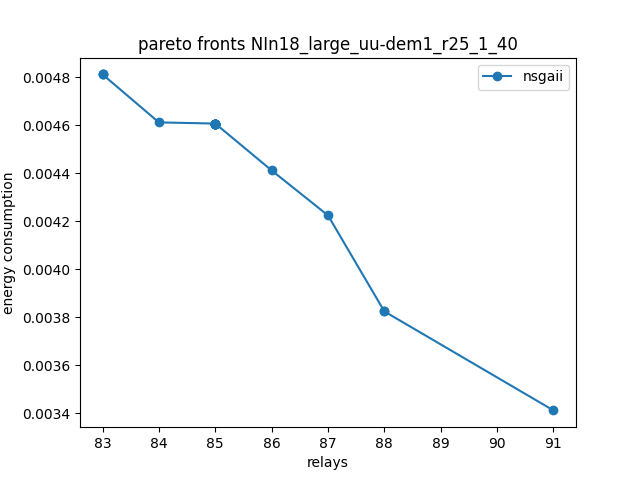 pareto fronts NIn18_large_uu-dem1_r25_1_40
nsgaii
energy consumption
0.0048
0.0046
0.0044
0.0042
0.0040
0.0038
0.0036
0.0034
83 84 85 86 87 88 89 90 91
relays